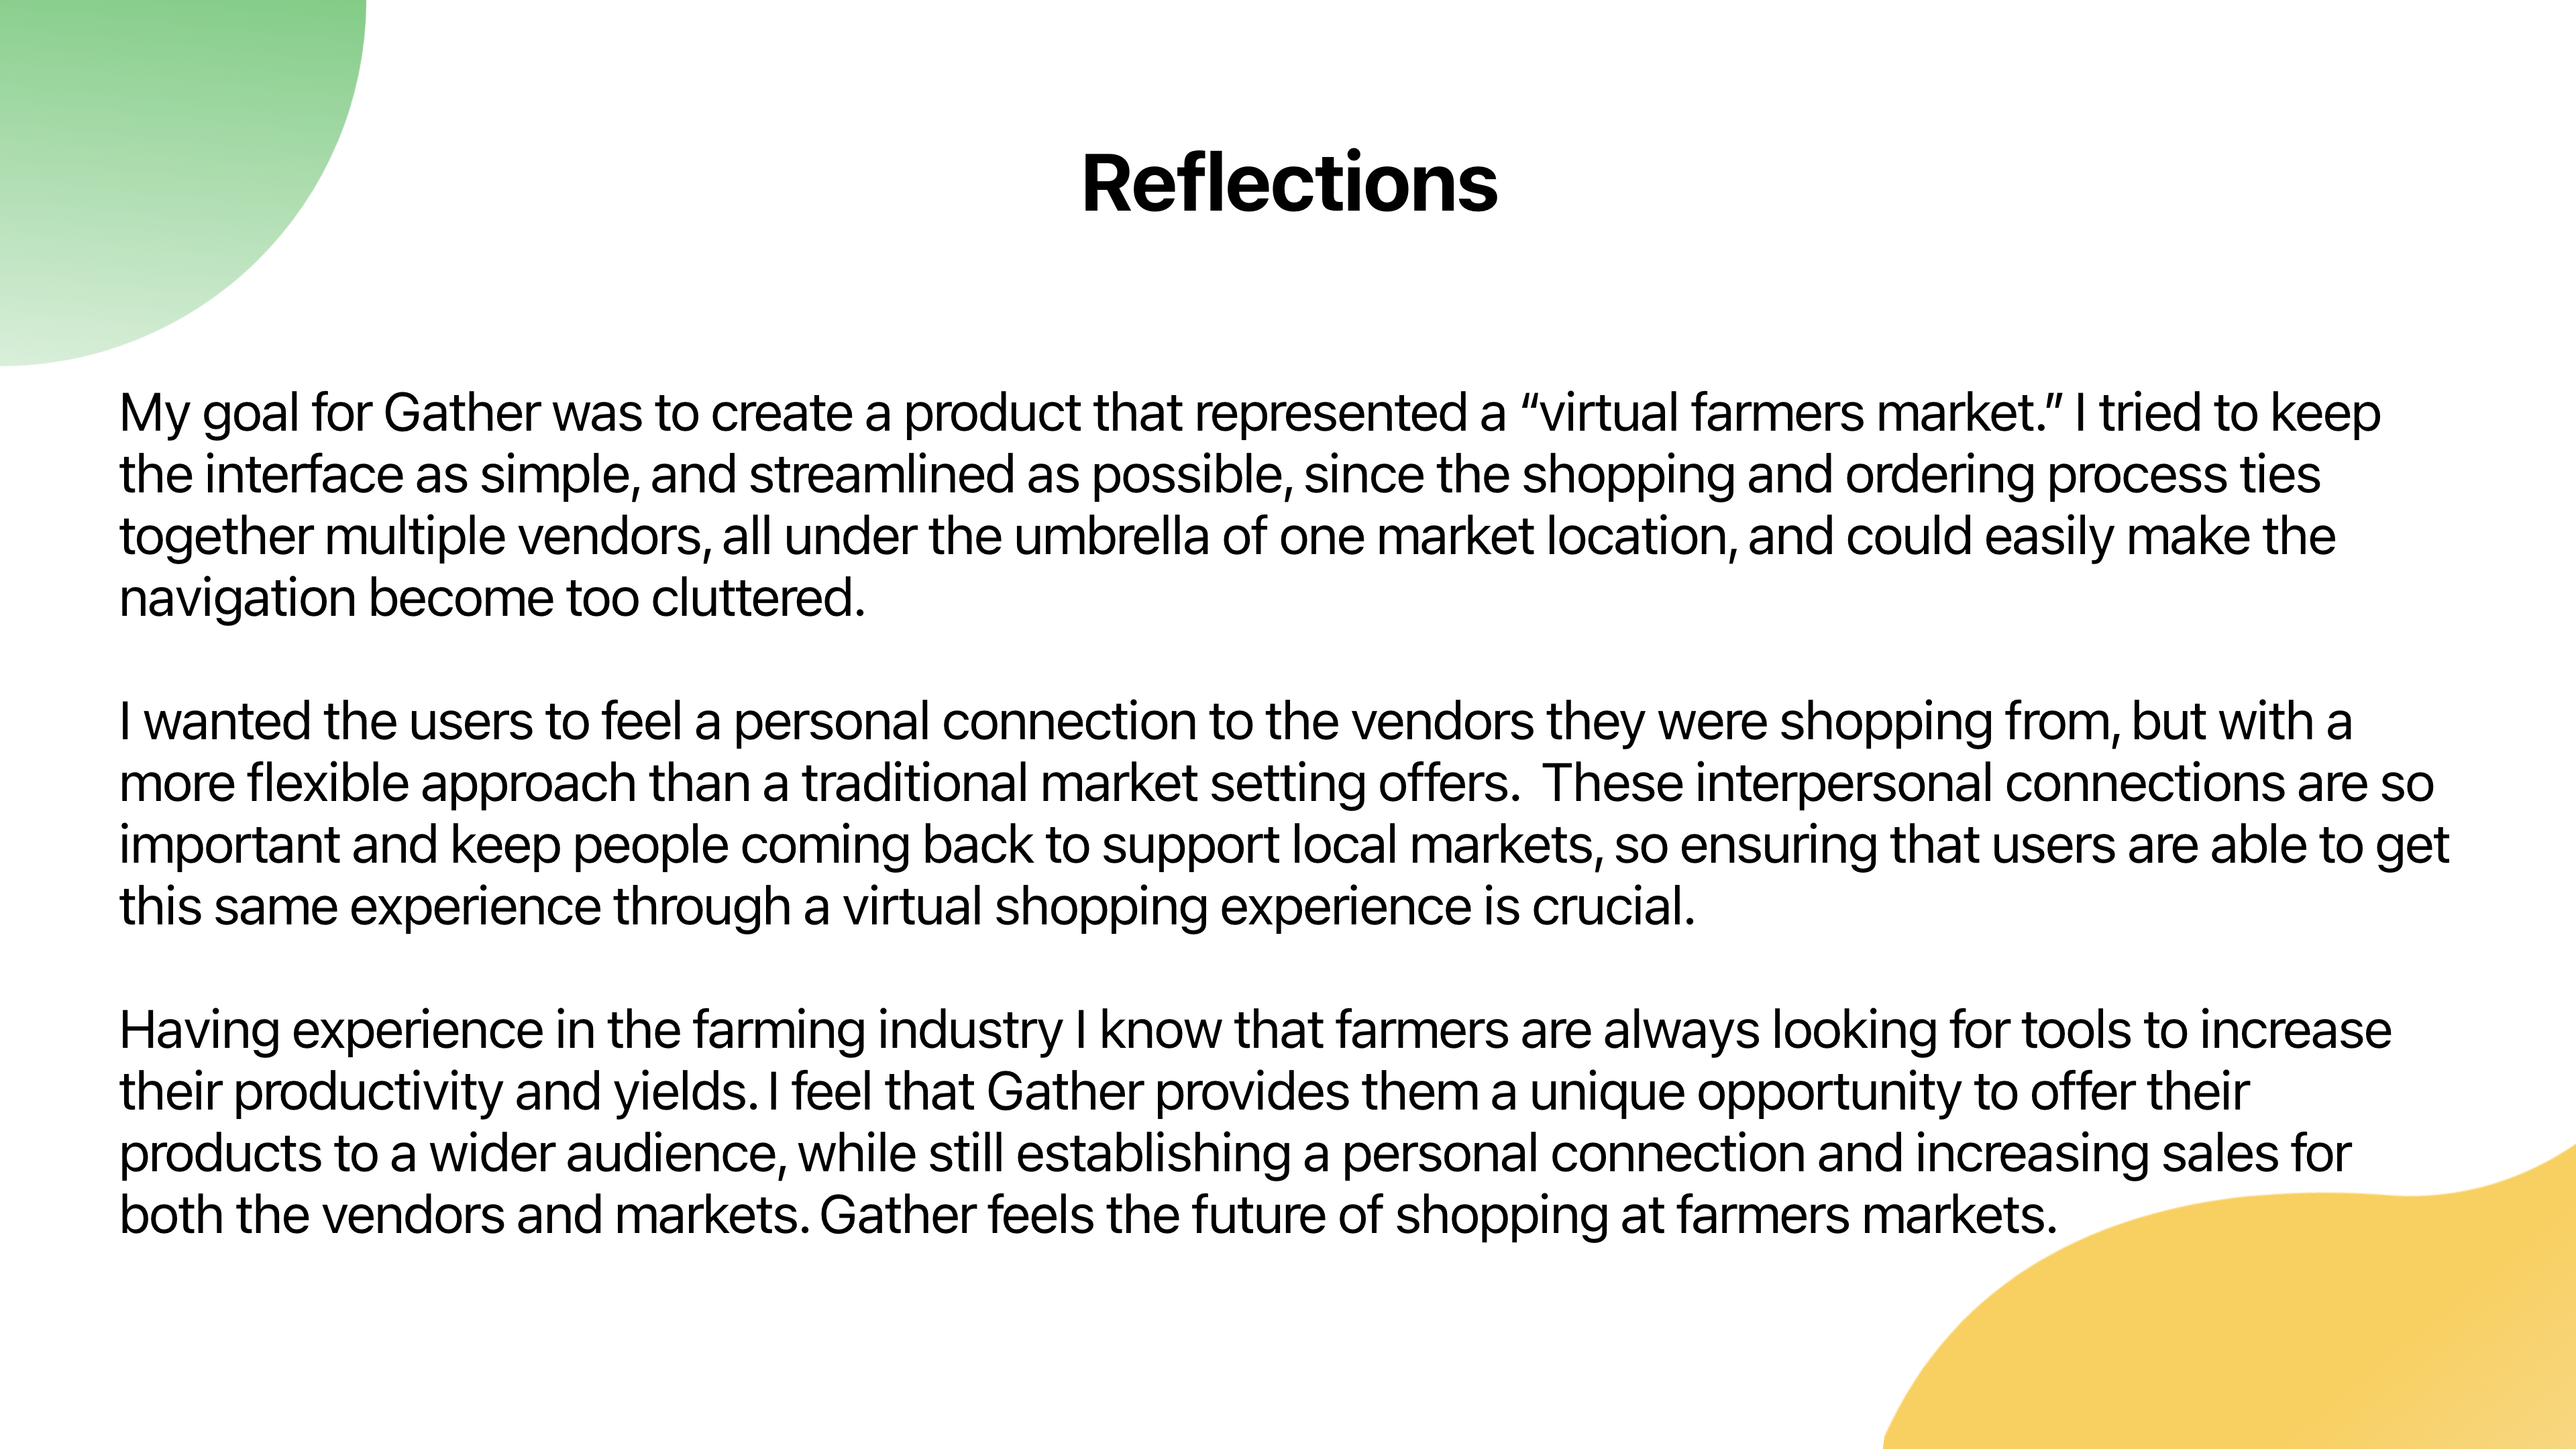 Reflections
My goal for Gather was to create a product that represented a “virtual farmers market.” I tried to keep
the interface as simple, and streamlined as possible, since the shopping and ordering process ties
together multiple vendors, all under the umbrella of one market location, and could easily make the
navigation become too cluttered.
I wanted the users to feel a personal connection to the vendors they were shopping from, but with a
more flexible approach than a traditional market setting offers.  These interpersonal connections are so
important and keep people coming back to support local markets, so ensuring that users are able to get
this same experience through a virtual shopping experience is crucial.
Having experience in the farming industry I know that farmers are always looking for tools to increase
their productivity and yields. I feel that Gather provides them a unique opportunity to offer their
products to a wider audience, while still establishing a personal connection and increasing sales for
both the vendors and markets. Gather feels the future of shopping at farmers markets.